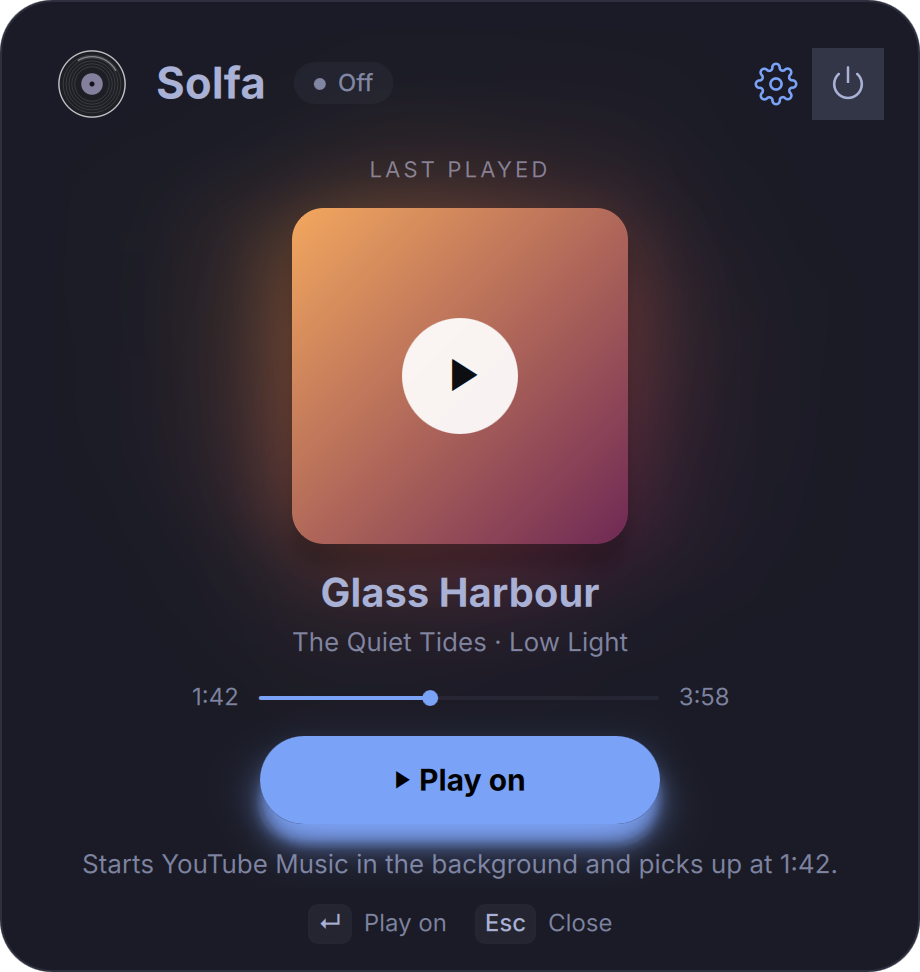 Solfa
Off
LAST PLAYED
Glass Harbour
The Quiet Tides · Low Light
1:42
3:58
Play on
Starts YouTube Music in the background and picks up at 1:42.
↵ Play on Esc Close